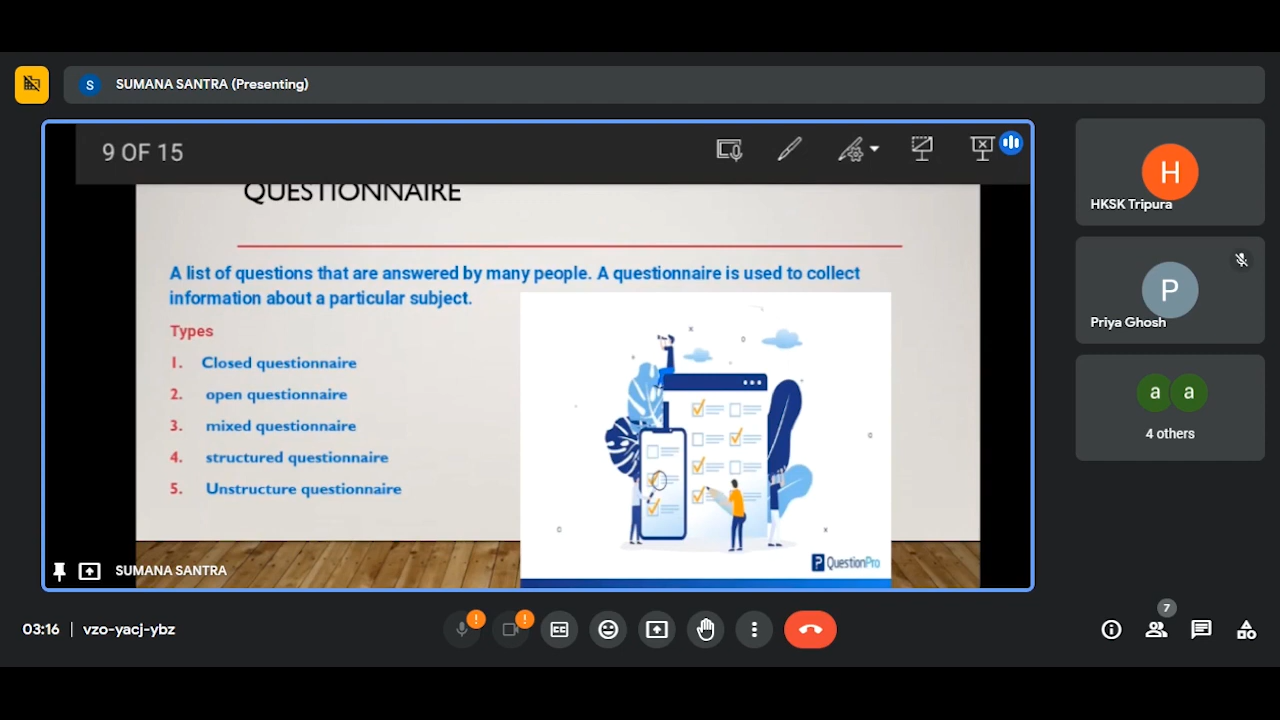 S SUMANA SANTRA (Presenting)
9 OF 15
QUESTIONNAIRE
A list of questions that are answered by many people. A questionnaire is used to collect
information about a particular subject.
Types
1. Closed questionnaire
2. open questionnaire
3. mixed questionnaire
4. structured questionnaire
5. Unstructure questionnaire
P QuestionPro
SUMANA SANTRA
H
HKSK Tripura
P
Priya Ghosh
a a
4 others
03:16 | vzo-yacj-ybz
7